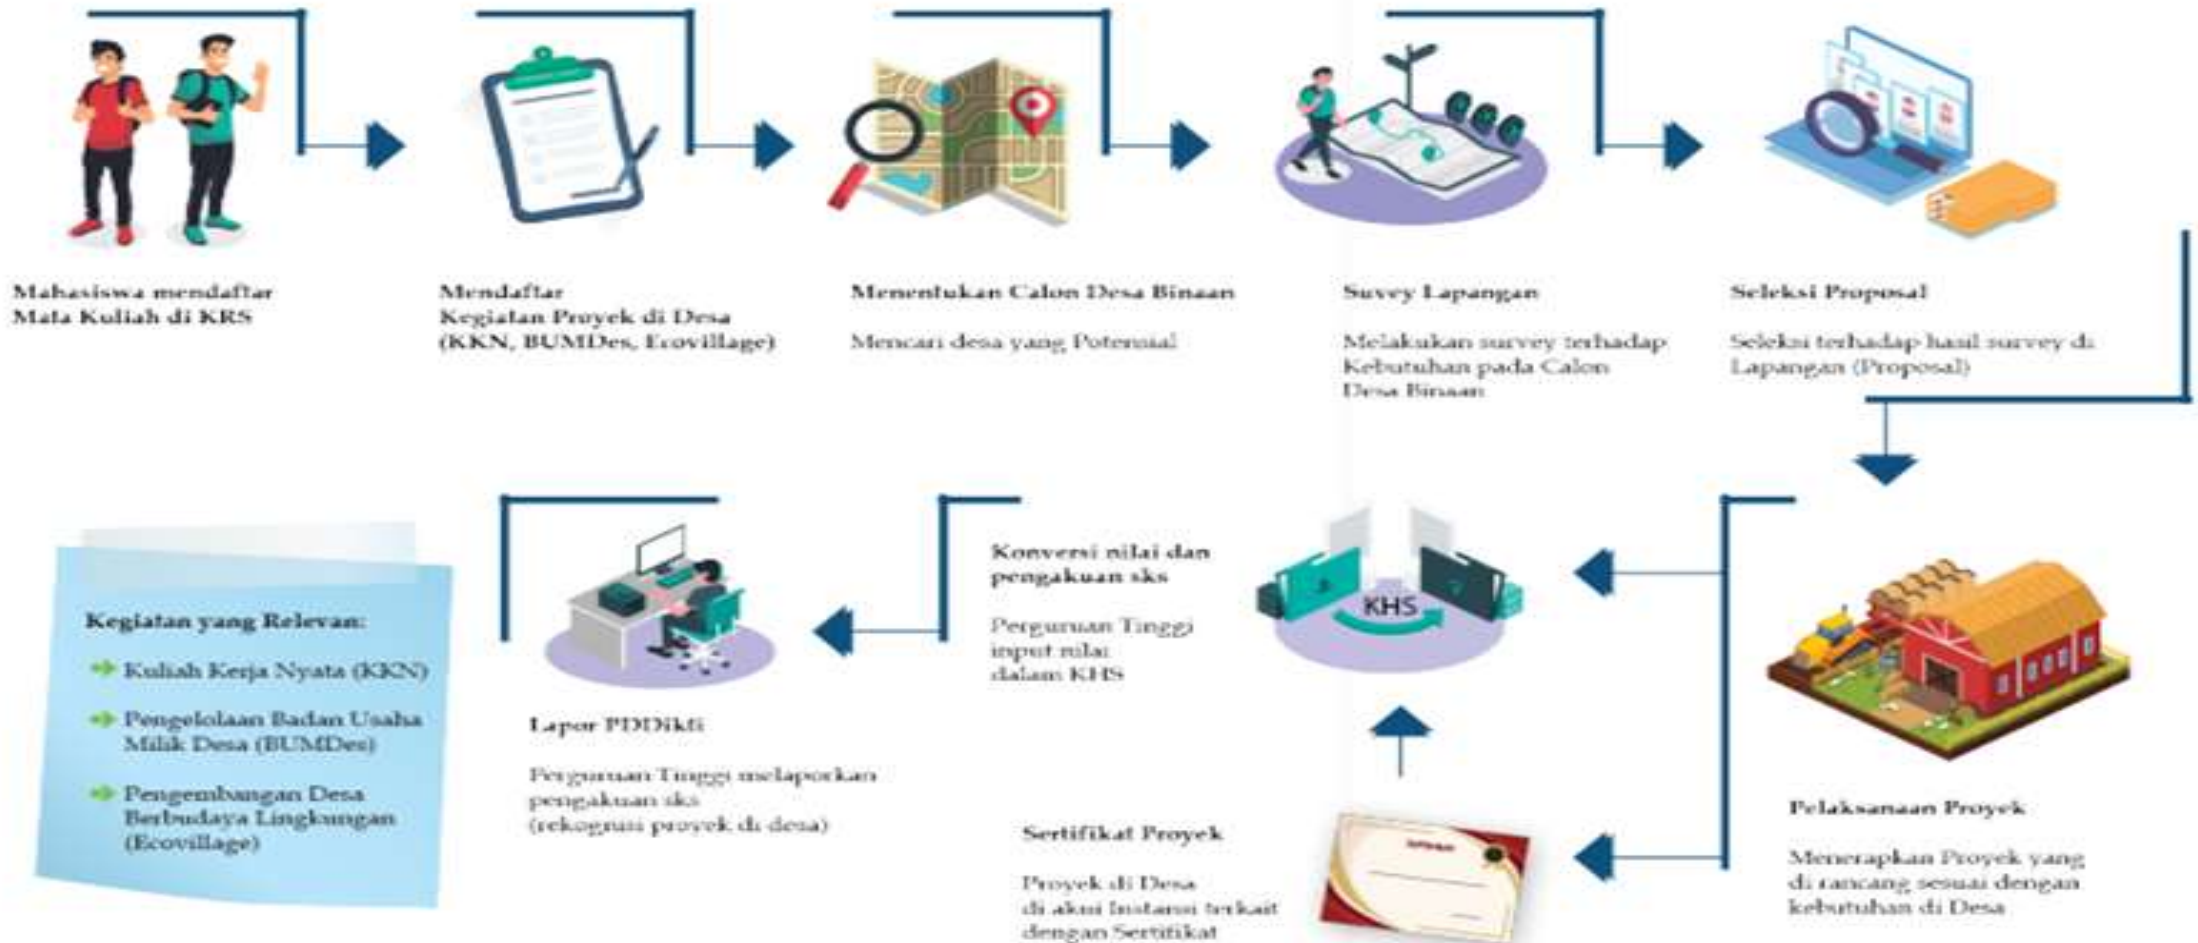 Mahasiswa mendaftar
Mata Kuliah di KRS
Mendaftar
Kegiatan Proyek di Desa
(KKN, BUMDes, Ecovillage)
Menentukan Calon Desa Binaan
Mencari desa yang Potensial
Suvey Lapangan
Melakukan survey terhadap
Kebutuhan pada Calon
Desa Binaan
Seleksi Proposal
Seleksi terhadap hasil survey di
Lapangan (Proposal)
Pelaksanaan Proyek
Menerapkan Proyek yang
di rancang sesuai dengan
kebutuhan di Desa
KHS
Konversi nilai dan
pengakuan sks
Perguruan Tinggi
input nilai
dalam KHS
Sertifikat Proyek
Proyek di Desa
di akui Instansi terkait
dengan Sertifikat
Lapor PDDikti
Perguruan Tinggi melaporkan
pengakuan sks
(rekognisi proyek di desa)
Kegiatan yang Relevan:
Kuliah Kerja Nyata (KKN)
Pengelolaan Badan Usaha
Milik Desa (BUMDes)
Pengembangan Desa
Berbudaya Lingkungan
(Ecovillage)